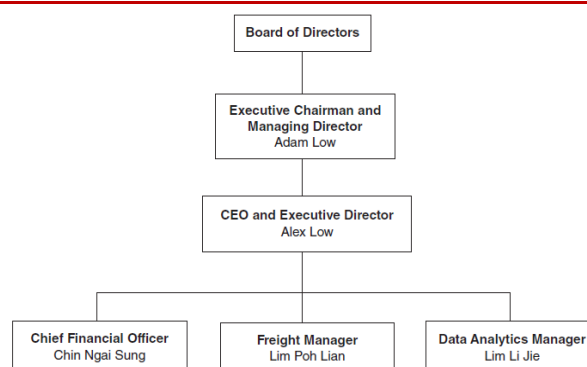 Board of Directors
Executive Chairman and
Managing Director
Adam Low
CEO and Executive Director
Alex Low
Chief Financial Officer
Chin Ngai Sung
Freight Manager
Lim Poh Lian
Data Analytics Manager
Lim Li Jie